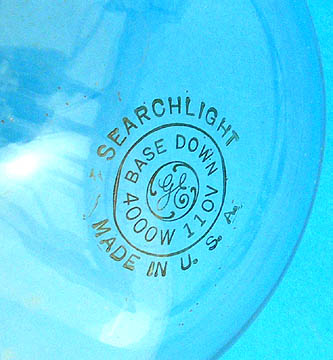 SEARCHLIGHT
BASE DOWN
GE
4000W 110V
MADE IN U. S. A.